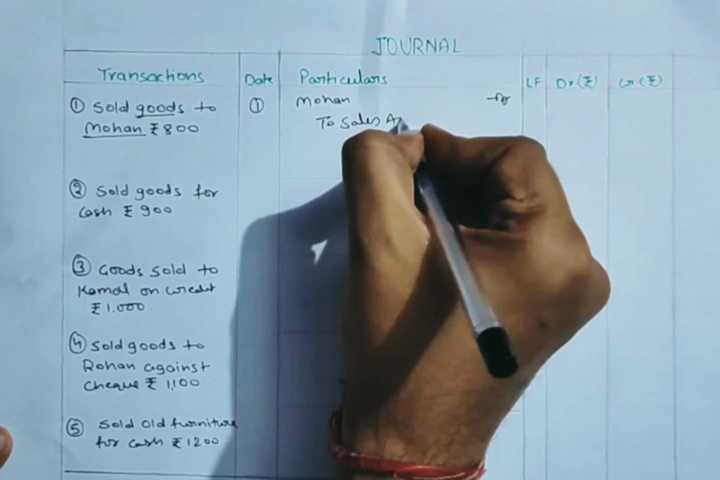 JOURNAL
Transactions Date Particulars LF Dr(₹) Cr(₹)
① Sold goods to ① Mohan Dr
Mohan ₹800 To Sales A
② Sold goods for
cash ₹ 900
③ Goods sold to
Kamal on credit
₹1,000
④ Sold goods to
Rohan against
Cheque ₹ 1,100
⑤ Sold Old furniture
for cash ₹1200